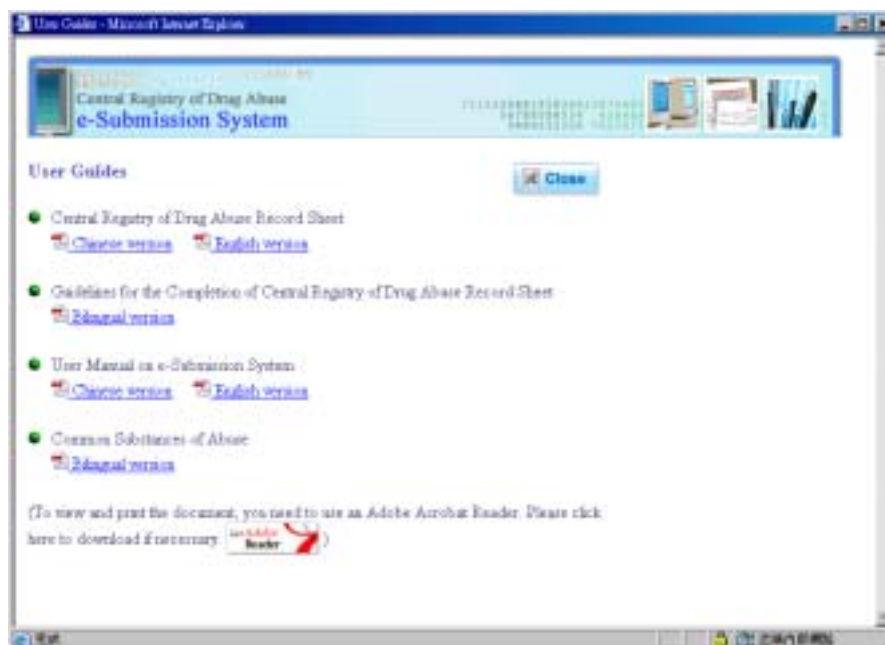 User Guides - Microsoft Internet Explorer
Central Registry of Drug Abuse
e-Submission System
User Guides
Close
Central Registry of Drug Abuse Record Sheet
Chinese version English version
Guidelines for the Completion of Central Registry of Drug Abuse Record Sheet
Bilingual version
User Manual on e-Submission System
Chinese version English version
Common Substances of Abuse
Bilingual version
(To view and print the document, you need to use an Adobe Acrobat Reader. Please click
here to download if necessary. Get Adobe Reader )
完成